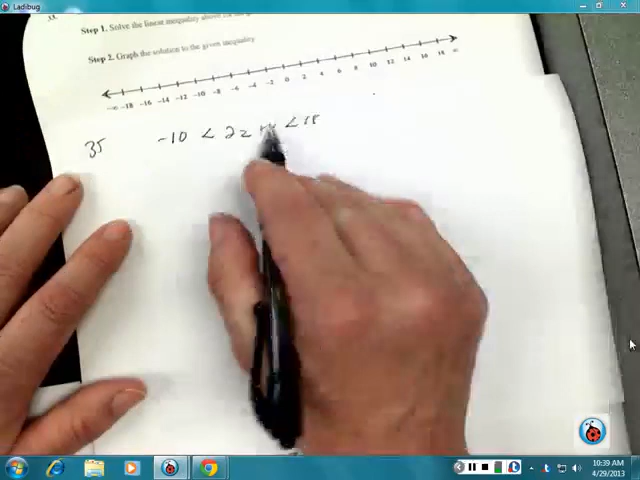 Ladibug
33.
Step 1. Solve the linear inequality
Step 2. Graph the solution to the given inequality
-∞ -18 -16 -14 -12 -10 -8 -6 -4 -2 0 2 4 6 8 10 12 14 16 18 ∞
35 -10 < 2z < 18
10:39 AM
4/29/2013